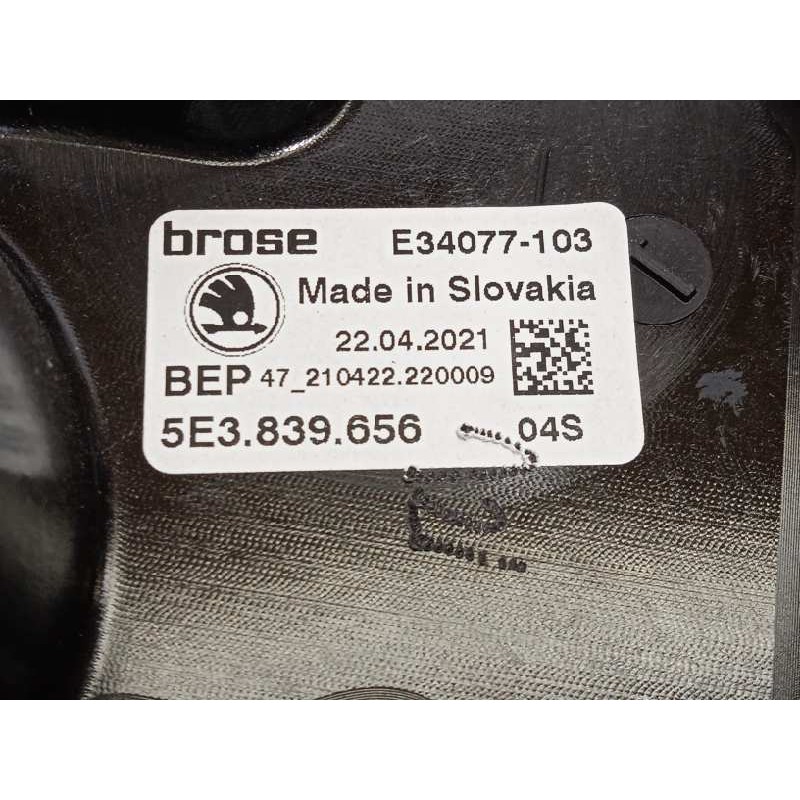 brose E34077-103
Made in Slovakia
22.04.2021
BEP 47_210422.220009
5E3.839.656 04S